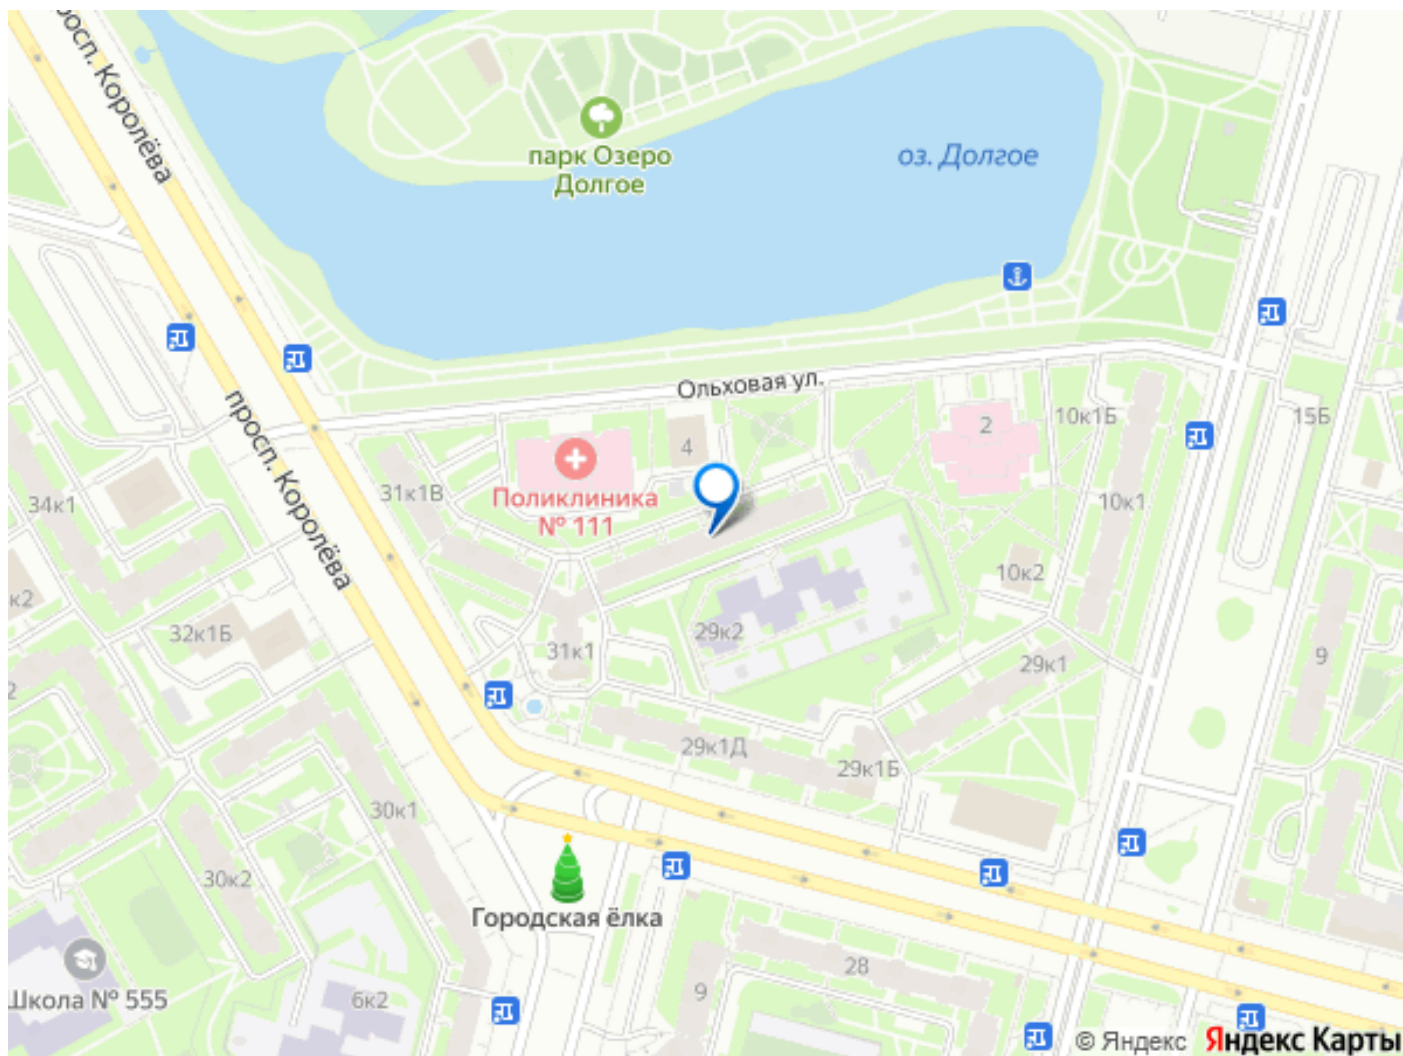 просп. Королёва
парк Озеро
Долгое
оз. Долгое
Ольховая ул.
просп. Королёва
4
2
10к1Б
15Б
31к1В
Поликлиника
№ 111
34к1
10к1
к2
10к2
32к1Б
29к2
31к1
29к1
9
2
29к1Д
29к1Б
30к1
30к2
Городская ёлка
28
Школа № 555
6к2
9
© Яндекс Яндекс Карты